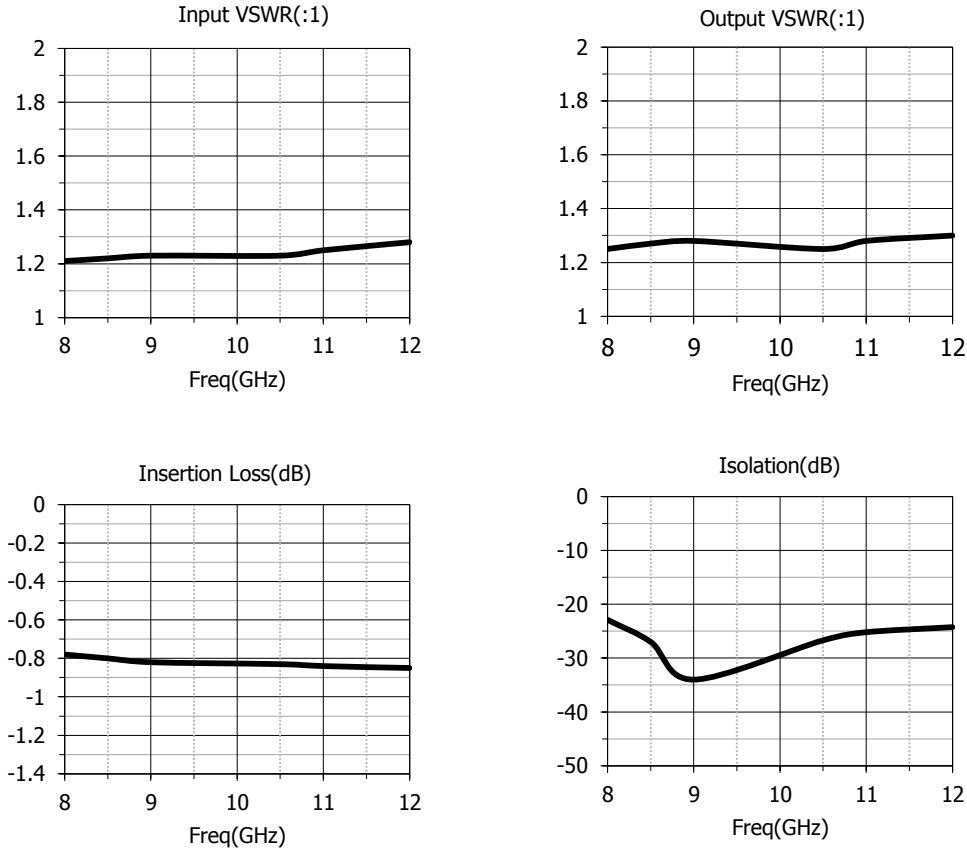 Input VSWR(:1)
2
1.8
1.6
1.4
1.2
1
8 9 10 11 12
Freq(GHz)
Output VSWR(:1)
2
1.8
1.6
1.4
1.2
1
8 9 10 11 12
Freq(GHz)
Insertion Loss(dB)
0
-0.2
-0.4
-0.6
-0.8
-1
-1.2
-1.4
8 9 10 11 12
Freq(GHz)
Isolation(dB)
0
-10
-20
-30
-40
-50
8 9 10 11 12
Freq(GHz)